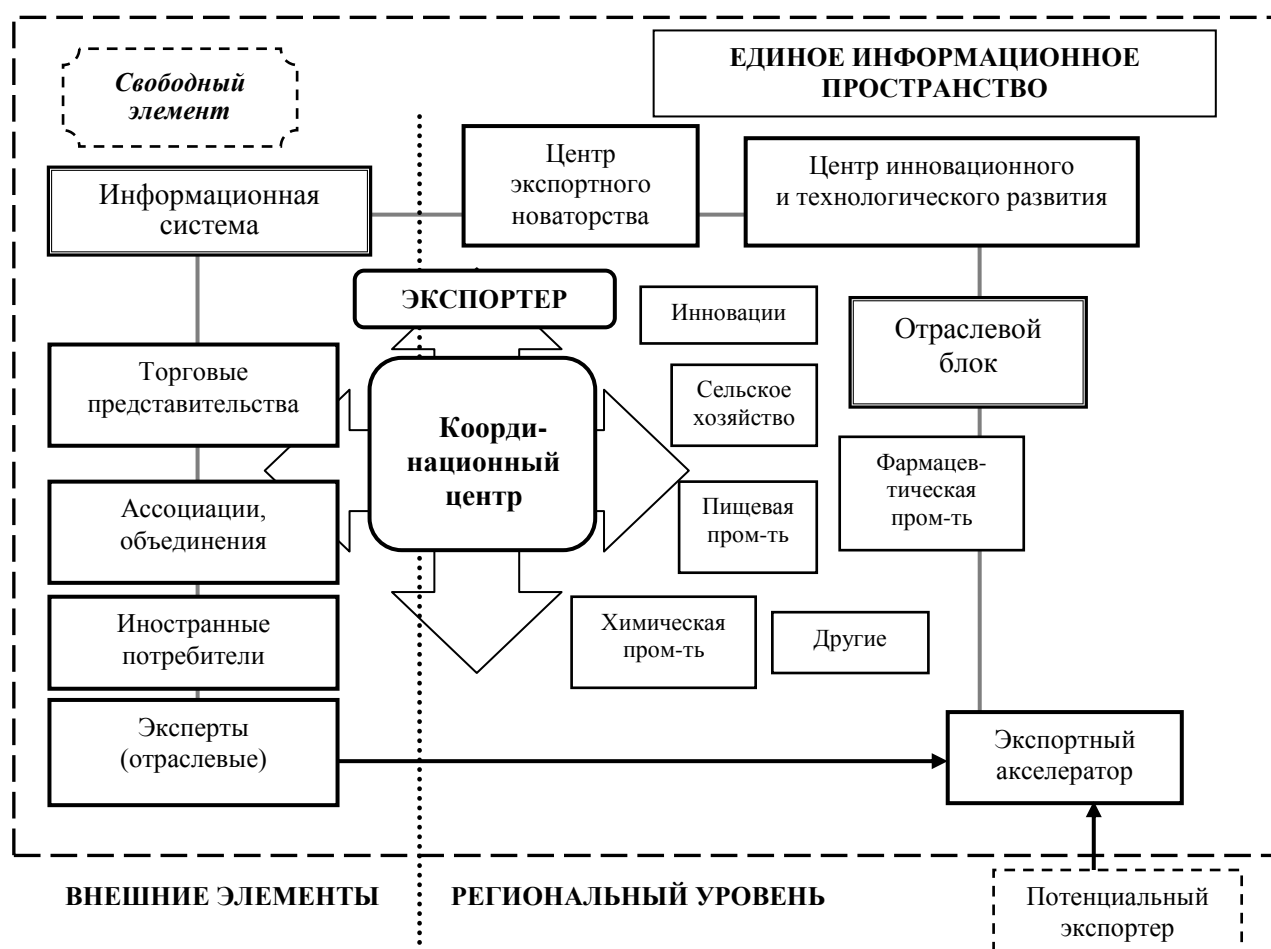 Свободный
элемент
ЕДИНОЕ ИНФОРМАЦИОННОЕ
ПРОСТРАНСТВО
Информационная
система
Центр
экспортного
новаторства
Центр инновационного
и технологического развития
ЭКСПОРТЕР
Инновации
Отраслевой
блок
Торговые
представительства
Сельское
хозяйство
Коорди-
национный
центр
Фармацев-
тическая
пром-ть
Ассоциации,
объединения
Пищевая
пром-ть
Иностранные
потребители
Химическая
пром-ть
Другие
Эксперты
(отраслевые)
Экспортный
акселератор
ВНЕШНИЕ ЭЛЕМЕНТЫ
РЕГИОНАЛЬНЫЙ УРОВЕНЬ
Потенциальный
экспортер